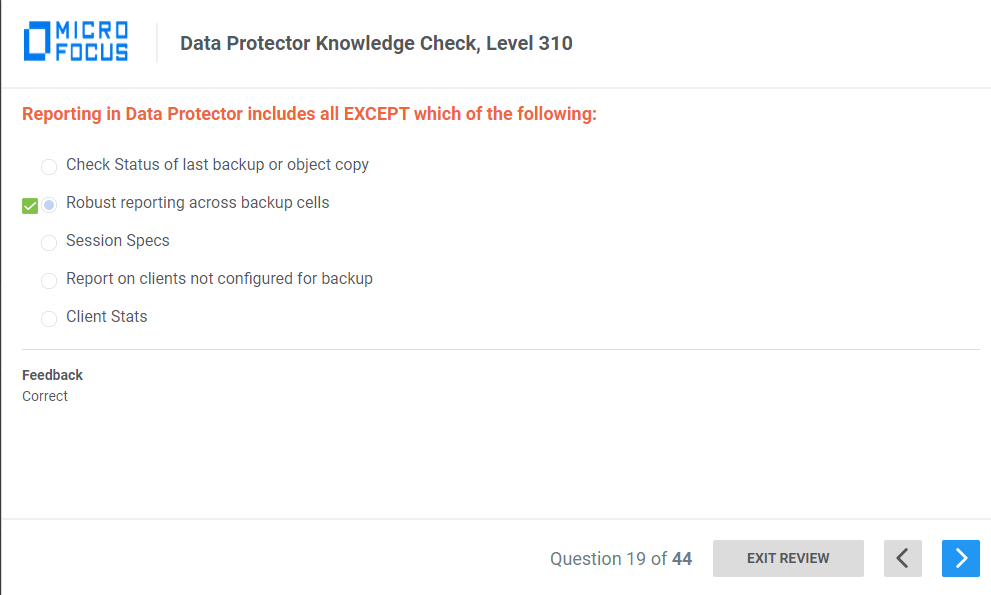 MICRO
FOCUS
Data Protector Knowledge Check, Level 310
Reporting in Data Protector includes all EXCEPT which of the following:
Check Status of last backup or object copy
Robust reporting across backup cells
Session Specs
Report on clients not configured for backup
Client Stats
Feedback
Correct
Question 19 of 44
EXIT REVIEW